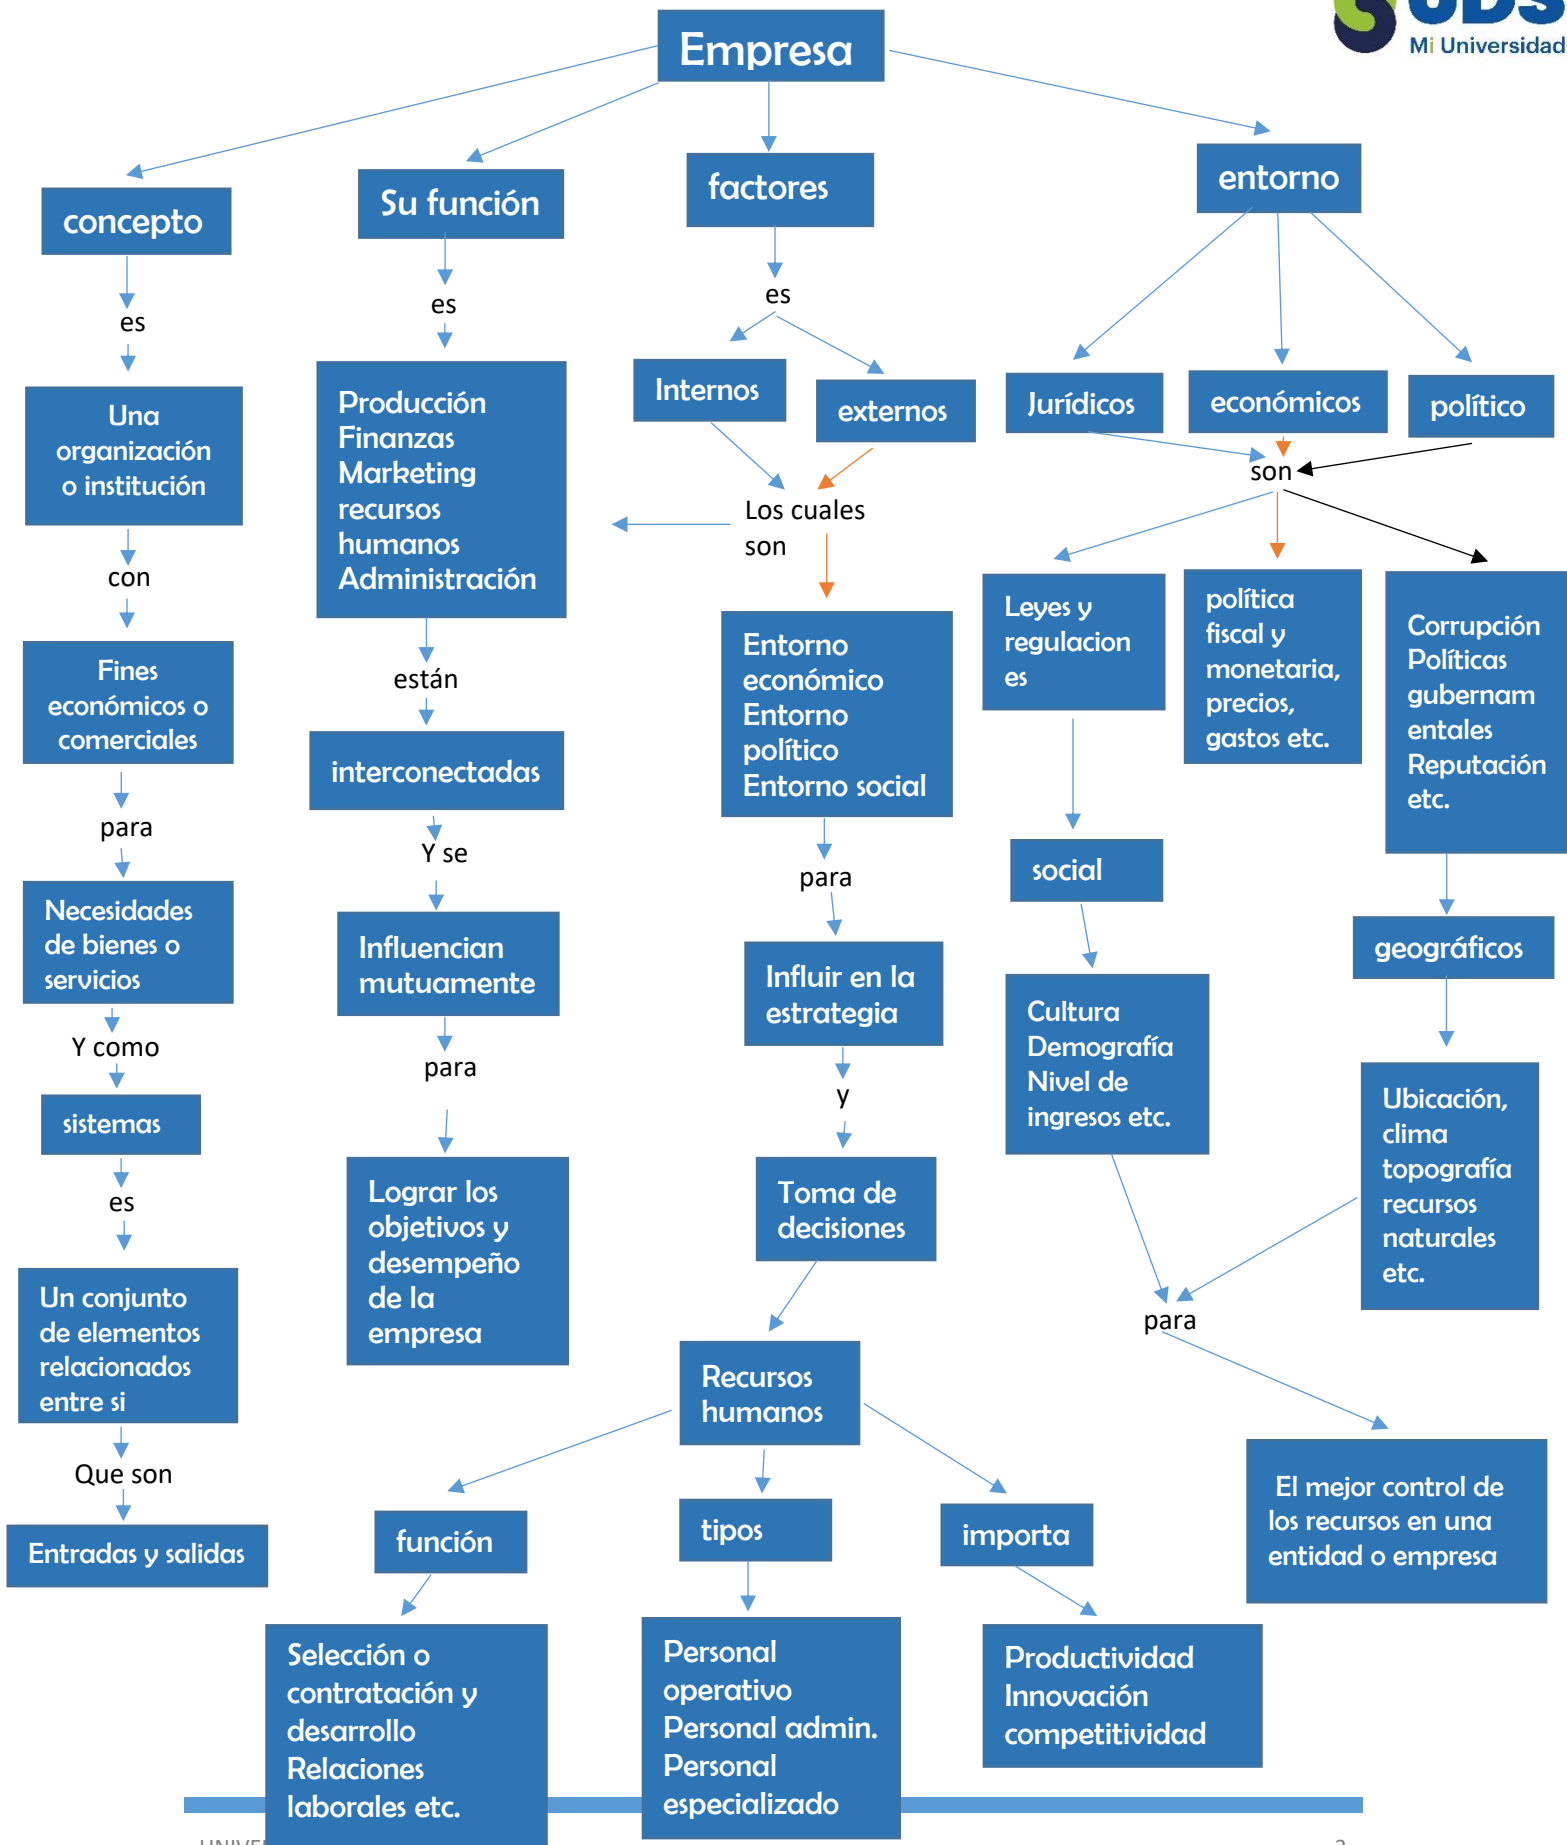 UDS
Mi Universidad
Empresa
concepto
es
Una
organización
o institución
con
Fines
económicos o
comerciales
para
Necesidades
de bienes o
servicios
Y como
sistemas
es
Un conjunto
de elementos
relacionados
entre si
Que son
Entradas y salidas
Su función
es
Producción
Finanzas
Marketing
recursos
humanos
Administración
están
interconectadas
Y se
Influencian
mutuamente
para
Lograr los
objetivos y
desempeño
de la
empresa
factores
es
Internos
externos
Los cuales
son
Entorno
económico
Entorno
político
Entorno social
para
Influir en la
estrategia
y
Toma de
decisiones
Recursos
humanos
función
Selección o
contratación y
desarrollo
Relaciones
laborales etc.
tipos
Personal
operativo
Personal admin.
Personal
especializado
importa
Productividad
Innovación
competitividad
entorno
Jurídicos
económicos
político
son
Leyes y
regulacion
es
política
fiscal y
monetaria,
precios,
gastos etc.
Corrupción
Políticas
gubernam
entales
Reputación
etc.
social
geográficos
Cultura
Demografía
Nivel de
ingresos etc.
Ubicación,
clima
topografía
recursos
naturales
etc.
para
El mejor control de
los recursos en una
entidad o empresa